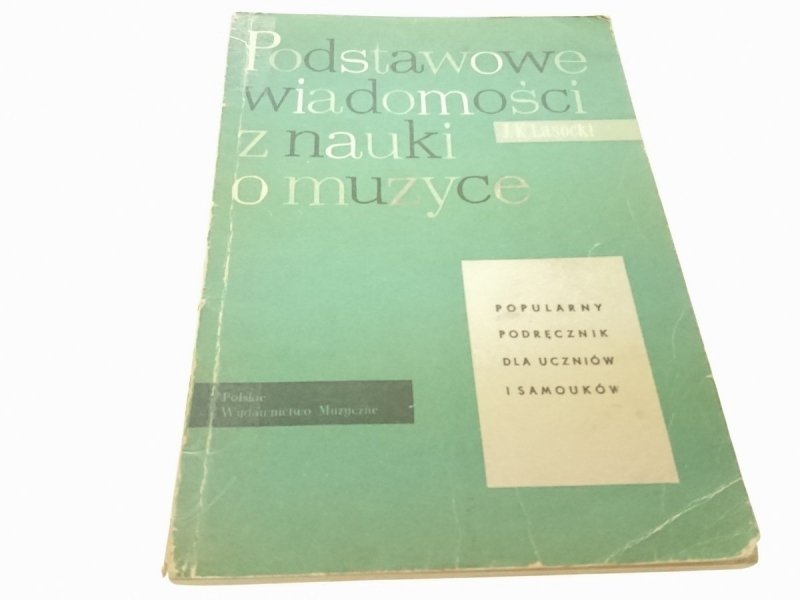 Podstawowe
wiadomości
z nauki
J. K. Lasocki
o muzyce
POPULARNY
PODRĘCZNIK
DLA UCZNIÓW
I SAMOUKÓW
Polskie
Wydawnictwo Muzyczne